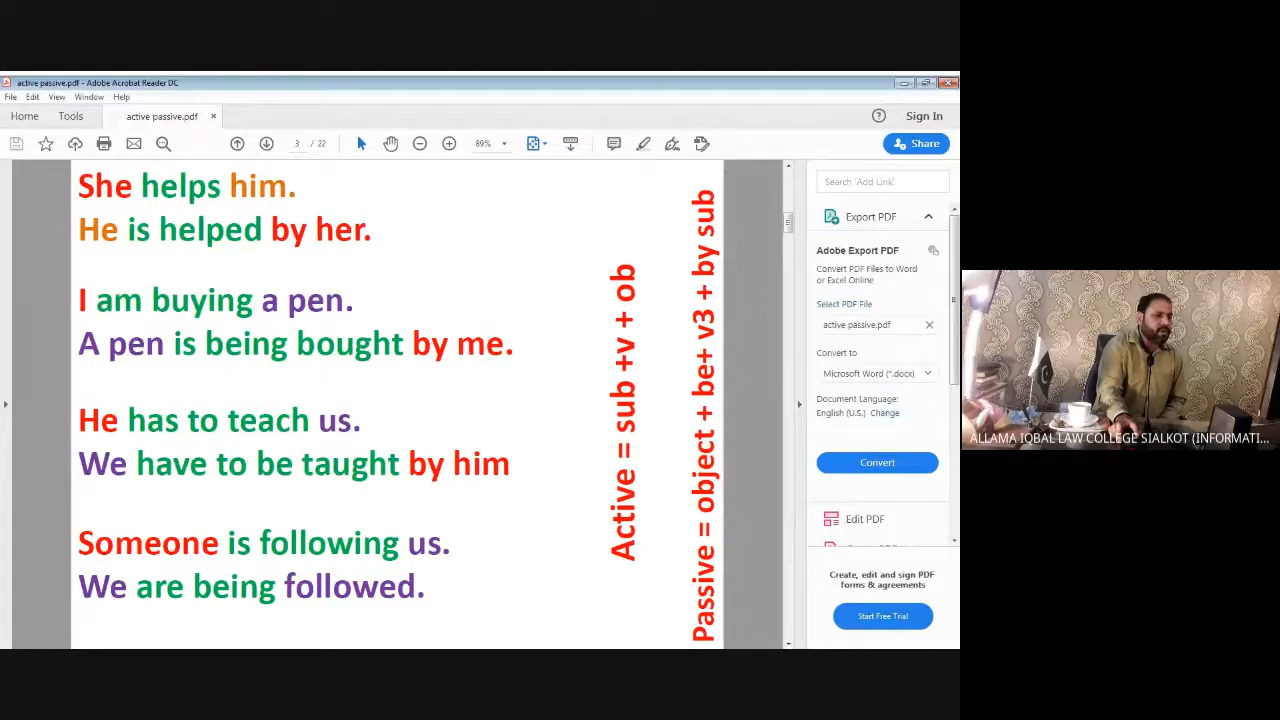 active passive.pdf - Adobe Acrobat Reader DC
File Edit View Window Help
Home Tools active passive.pdf × Sign In
3 / 22 89% Share
She helps him.
He is helped by her.
I am buying a pen.
A pen is being bought by me.
He has to teach us.
We have to be taught by him
Someone is following us.
We are being followed.
Active = sub +v + ob
Passive = object + be+ v3 + by sub
Search 'Add Link'
Export PDF
Adobe Export PDF
Convert PDF Files to Word
or Excel Online
Select PDF File
active passive.pdf
Convert to
Microsoft Word (*.docx)
Document Language:
English (U.S.) Change
Convert
Edit PDF
Create, edit and sign PDF
forms & agreements
Start Free Trial
ALLAMA IQBAL LAW COLLEGE SIALKOT (INFORMATI...